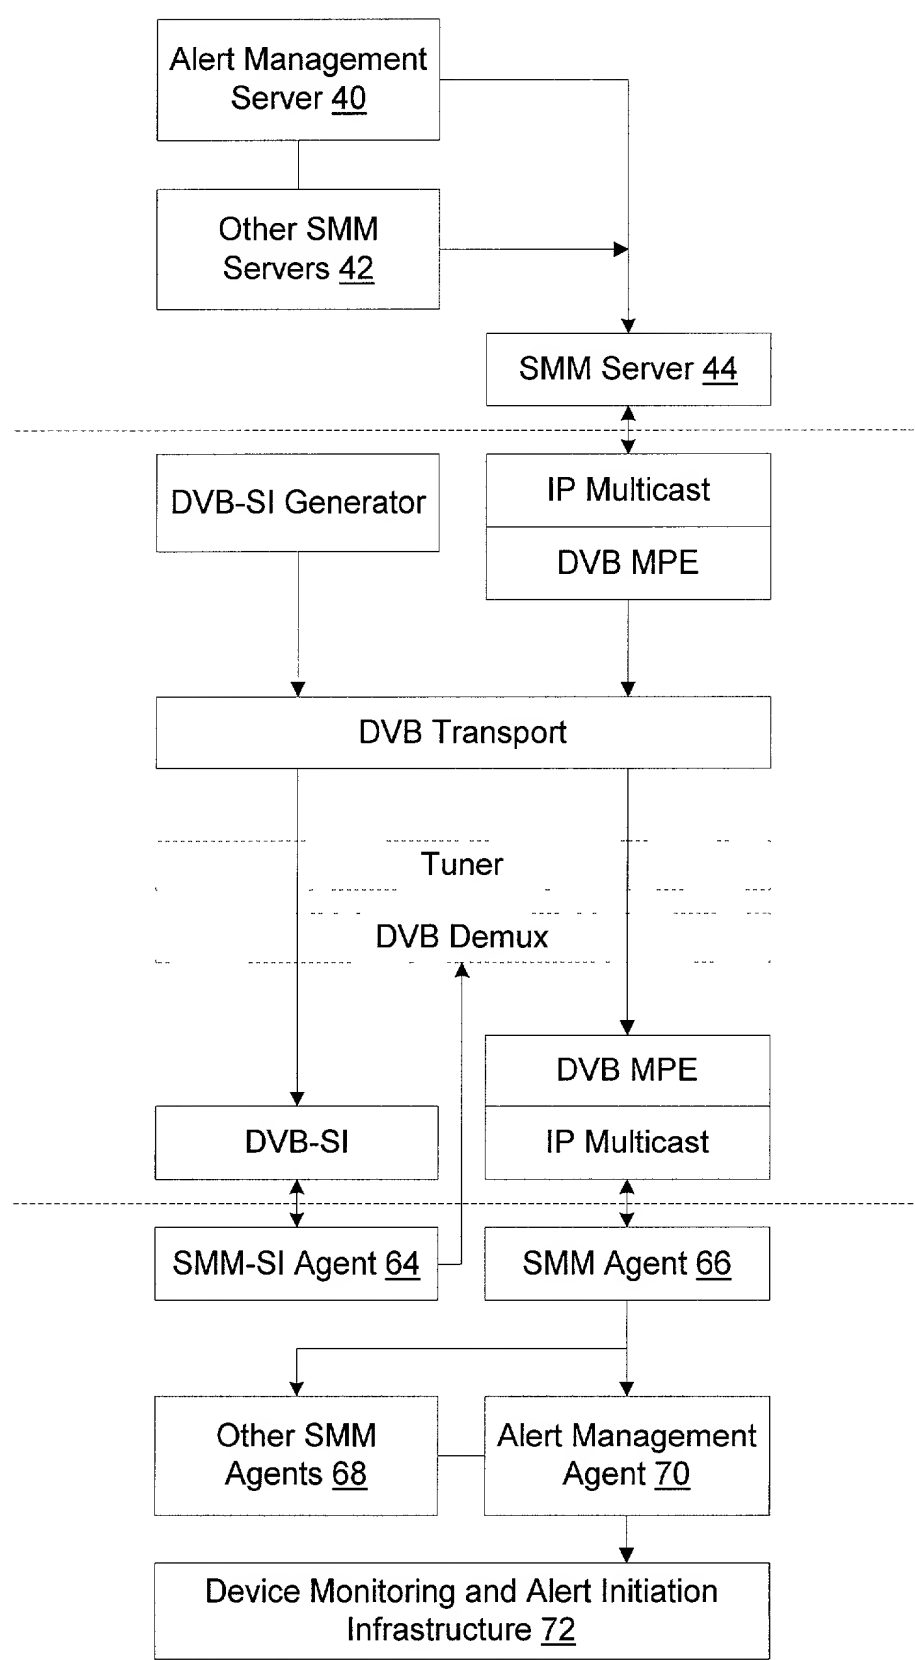 Alert Management
Server 40
Other SMM
Servers 42
SMM Server 44
DVB-SI Generator
IP Multicast
DVB MPE
DVB Transport
Tuner
DVB Demux
DVB MPE
IP Multicast
DVB-SI
SMM-SI Agent 64
SMM Agent 66
Other SMM
Agents 68
Alert Management
Agent 70
Device Monitoring and Alert Initiation
Infrastructure 72